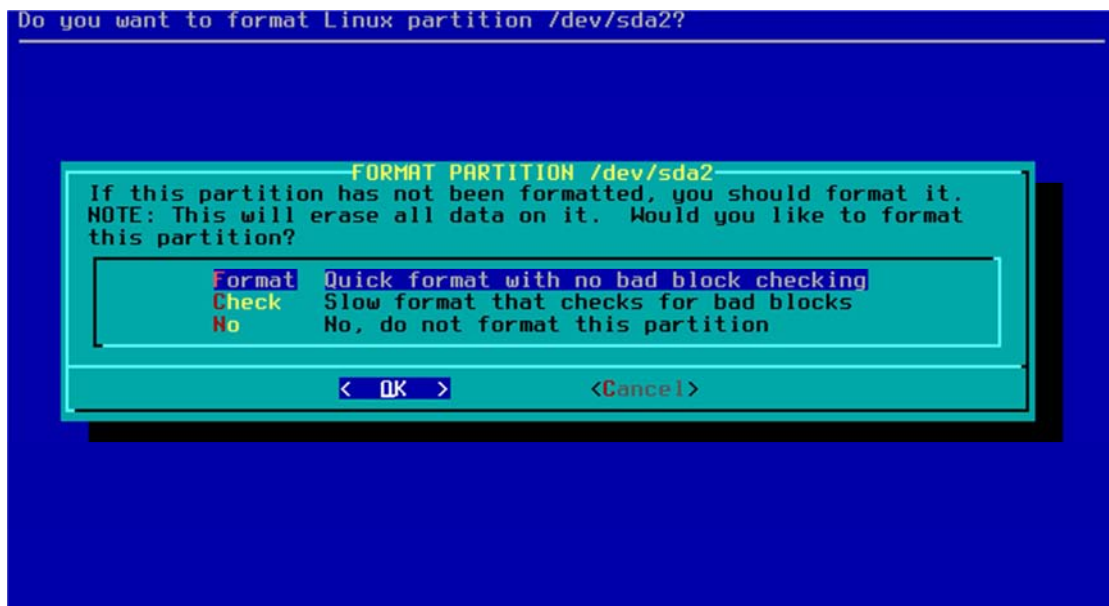 Do you want to format Linux partition /dev/sda2?
FORMAT PARTITION /dev/sda2
If this partition has not been formatted, you should format it.
NOTE: This will erase all data on it.  Would you like to format
this partition?
Format  Quick format with no bad block checking
Check  Slow format that checks for bad blocks
No  No, do not format this partition
<  OK  >  <Cancel>